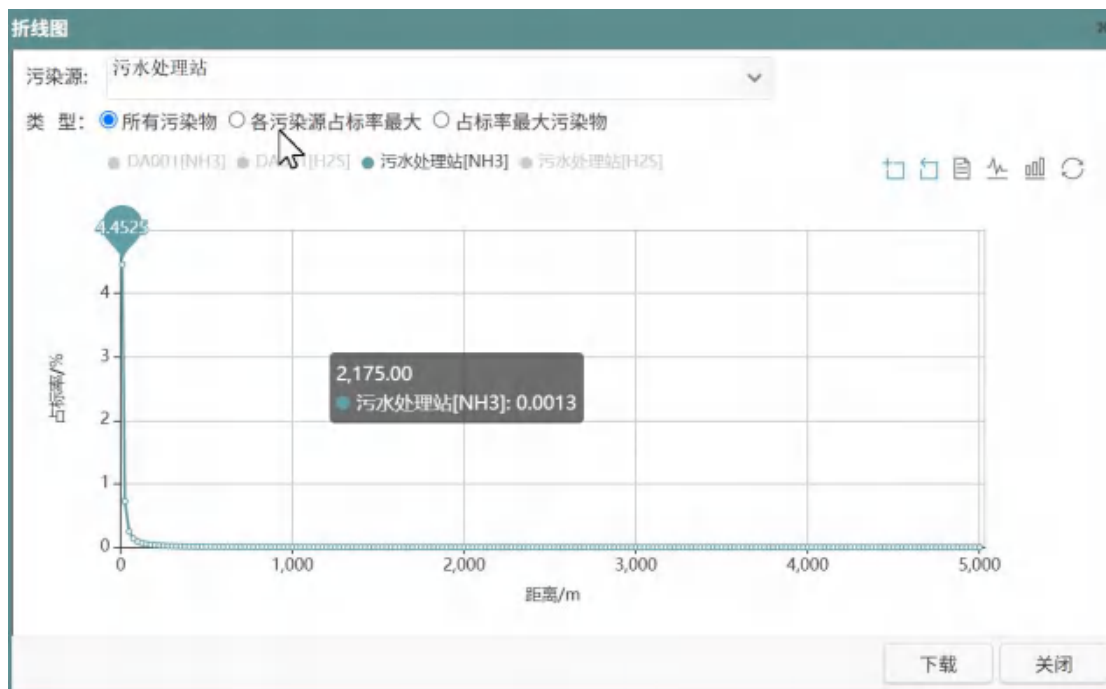 折线图
污染源: 污水处理站
类 型: 所有污染物 各污染源占标率最大 占标率最大污染物
DA001[NH3] [H2S] 污水处理站[NH3] 污水处理站[H2S]
4.4525
4
3
2
1
0
占标率/%
2,175.00
污水处理站[NH3]: 0.0013
0 1,000 2,000 3,000 4,000 5,000
距离/m
下载 关闭